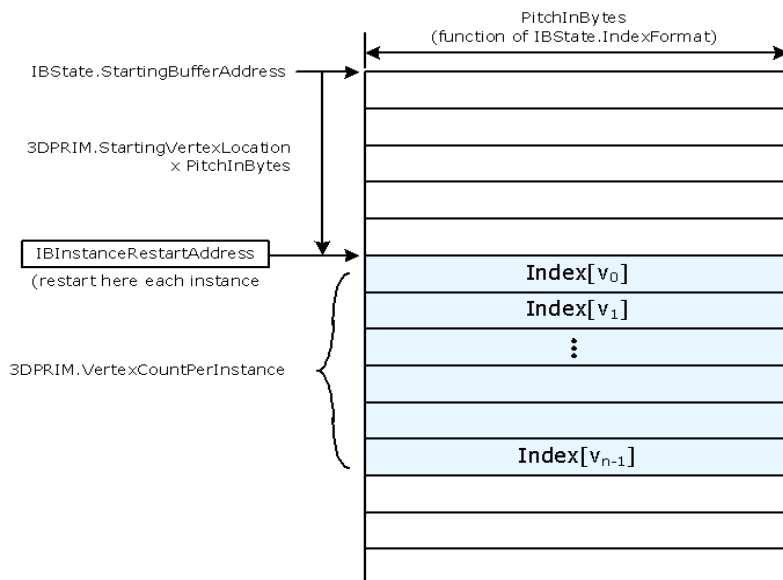 PitchInBytes
(function of IBState.IndexFormat)
IBState.StartingBufferAddress
3DPRIM.StartingVertexLocation
x PitchInBytes
IBInstanceRestartAddress
(restart here each instance
Index[v₀]
Index[v₁]
⋮
3DPRIM.VertexCountPerInstance
Index[vₙ₋₁]